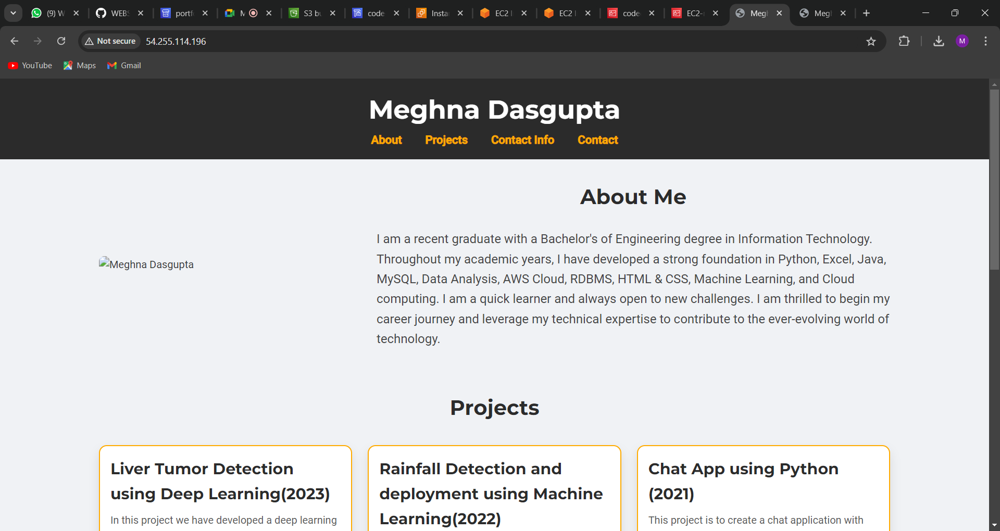 (9) W
WEBS
portf
M
S3 bu
code
Insta
EC2 I
EC2 I
code
EC2-
Megh
Megh
Not secure
54.255.114.196
M
YouTube
Maps
Gmail
Meghna Dasgupta
About
Projects
Contact Info
Contact
About Me
Meghna Dasgupta
I am a recent graduate with a Bachelor's of Engineering degree in Information Technology.
Throughout my academic years, I have developed a strong foundation in Python, Excel, Java,
MySQL, Data Analysis, AWS Cloud, RDBMS, HTML & CSS, Machine Learning, and Cloud
computing. I am a quick learner and always open to new challenges. I am thrilled to begin my
career journey and leverage my technical expertise to contribute to the ever-evolving world of
technology.
Projects
Liver Tumor Detection
using Deep Learning(2023)
In this project we have developed a deep learning
Rainfall Detection and
deployment using Machine
Learning(2022)
Chat App using Python
(2021)
This project is to create a chat application with